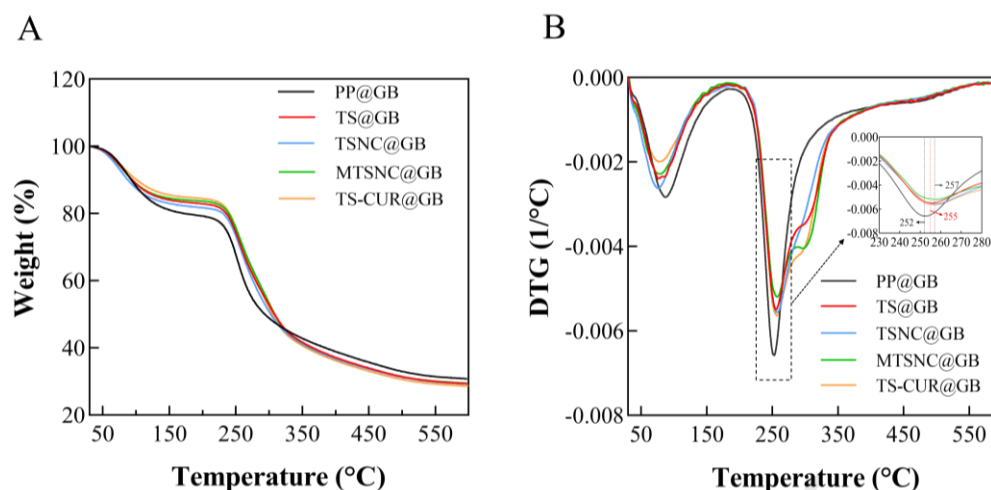 A
120
100
80
60
40
20
Weight (%)
50
150
250
350
450
550
Temperature (°C)
PP@GB
TS@GB
TSNC@GB
MTSNC@GB
TS-CUR@GB
B
0.000
-0.002
-0.004
-0.006
-0.008
DTG (1/°C)
50
150
250
350
450
550
Temperature (°C)
0.000
-0.002
-0.004
-0.006
-0.008
230
240
250
260
270
280
257
252
255
PP@GB
TS@GB
TSNC@GB
MTSNC@GB
TS-CUR@GB